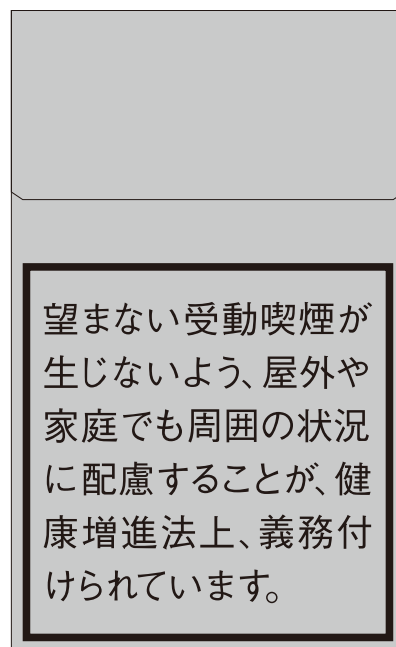 望まない受動喫煙が
生じないよう、屋外や
家庭でも周囲の状況
に配慮することが、健
康増進法上、義務付
けられています。